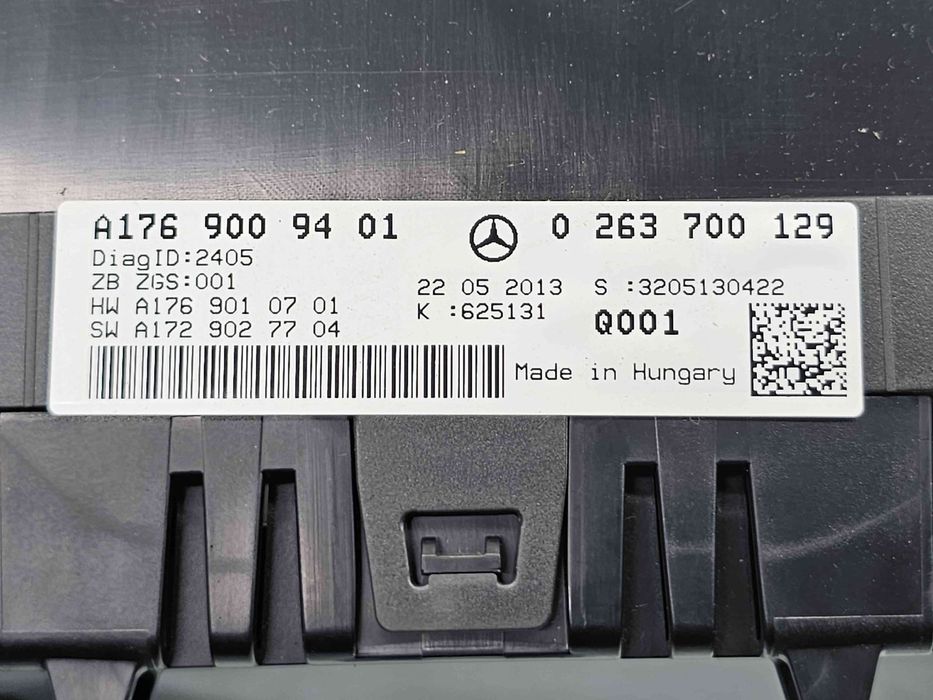 A176 900 94 01 0 263 700 129
DiagID:2405
ZB ZGS:001
22 05 2013 S :3205130422
HW A176 901 07 01
K :625131
Q001
SW A172 902 77 04
Made in Hungary